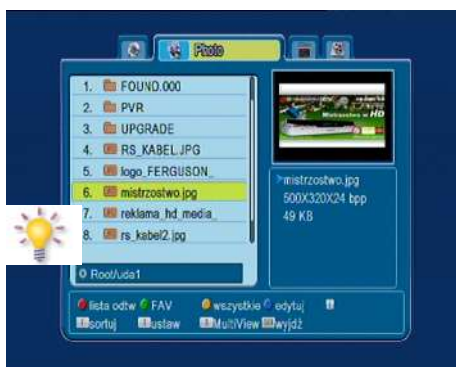 Photo
1. FOUND.000
2. PVR
3. UPGRADE
4. RS_KABEL.JPG
5. logo_FERGUSON_
6. mistrzostwo.jpg
7. reklama_hd_media_
8. rs_kabel2.jpg
Root/uda1
Mistrzostwo w HD
mistrzostwo.jpg
500X320X24 bpp
49 KB
lista odtw FAV wszystkie edytuj
sortuj ustaw MultiView wyjdź